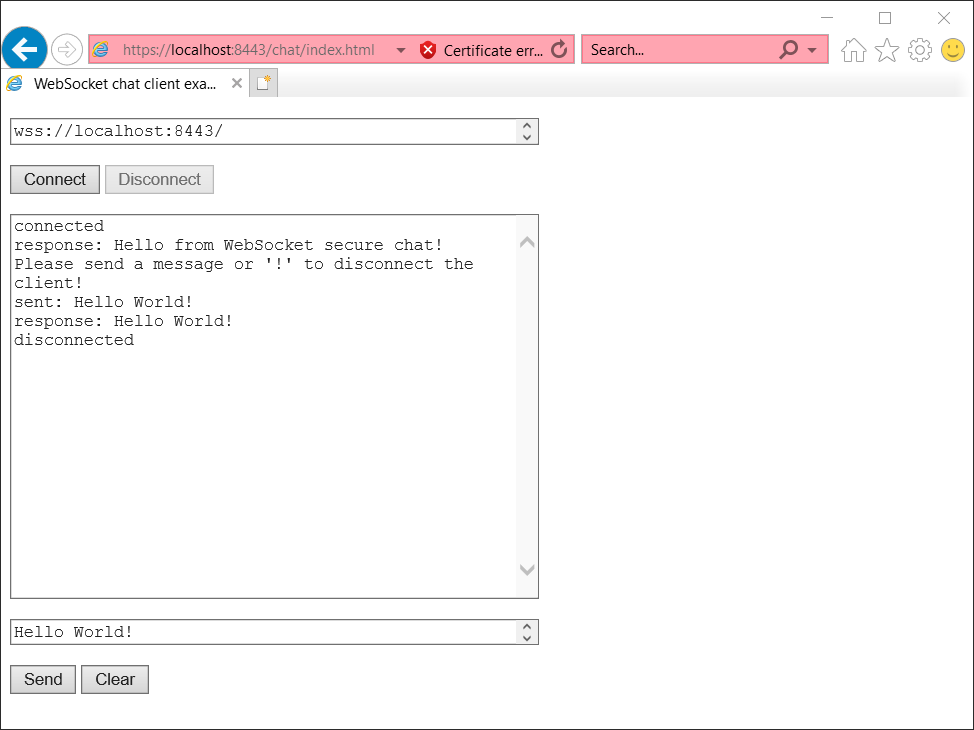 https://localhost:8443/chat/index.html Certificate err... Search...
WebSocket chat client exa...
wss://localhost:8443/
Connect Disconnect
connected
response: Hello from WebSocket secure chat!
Please send a message or '!' to disconnect the
client!
sent: Hello World!
response: Hello World!
disconnected
Hello World!
Send Clear